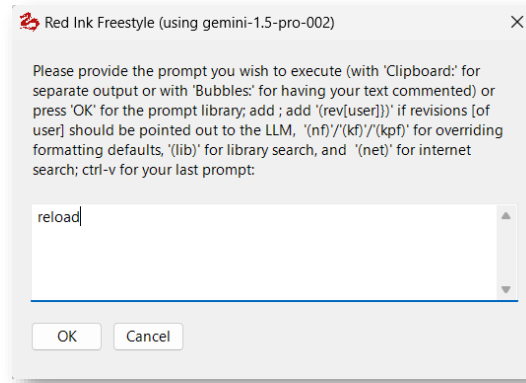 Red Ink Freestyle (using gemini-1.5-pro-002)
Please provide the prompt you wish to execute (with 'Clipboard:' for
separate output or with 'Bubbles:' for having your text commented) or
press 'OK' for the prompt library; add ; add '(rev[user]})' if revisions [of
user] should be pointed out to the LLM,  '(nf)'/'(kf)'/'(kpf)' for overriding
formatting defaults, '(lib)' for library search, and  '(net)' for internet
search; ctrl-v for your last prompt:
reload
OK Cancel